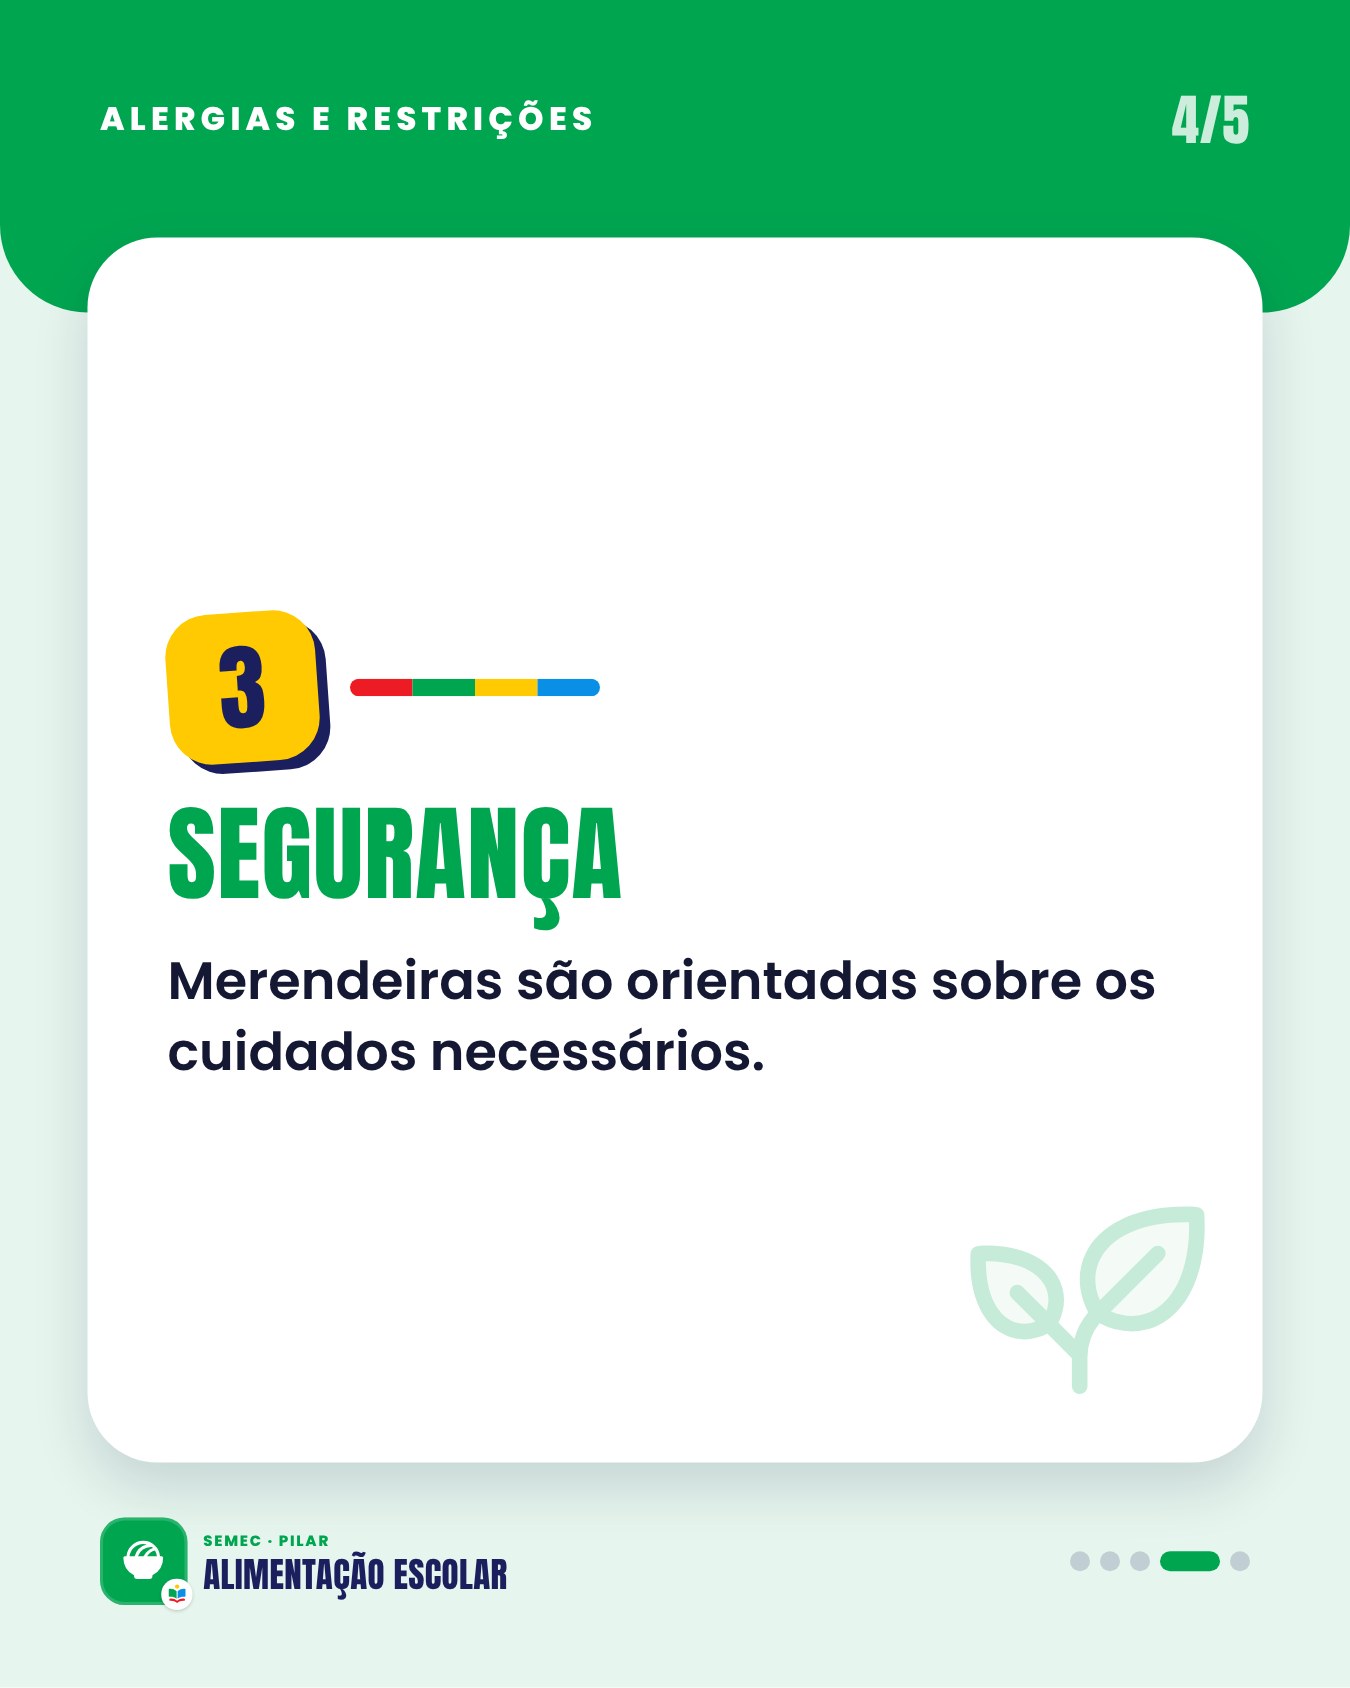 ALERGIAS E RESTRIÇÕES
4/5
3
SEGURANÇA
Merendeiras são orientadas sobre os
cuidados necessários.
SEMEC · PILAR
ALIMENTAÇÃO ESCOLAR